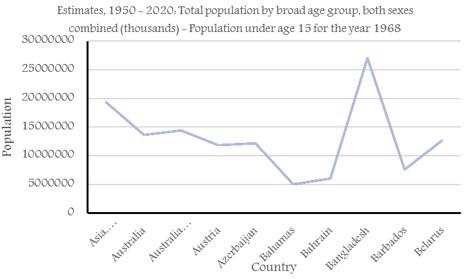 Estimates, 1950 - 2020: Total population by broad age group, both sexes
combined (thousands) - Population under age 15 for the year 1968
30000000
25000000
20000000
15000000
10000000
5000000
0
Population
Asia....
Australia
Australia....
Austria
Azerbaijan
Bahamas
Bahrain
Bangladesh
Barbados
Belarus
Country